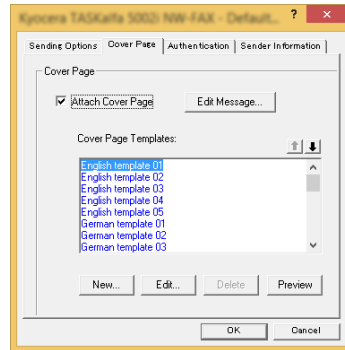 Kyocera TASKalfa 5002i NW-FAX - Default... ?
Sending Options Cover Page Authentication Sender Information
Cover Page
Attach Cover Page Edit Message...
Cover Page Templates:
English template 01
English template 02
English template 03
English template 04
English template 05
German template 01
German template 02
German template 03
New... Edit... Delete Preview
OK Cancel